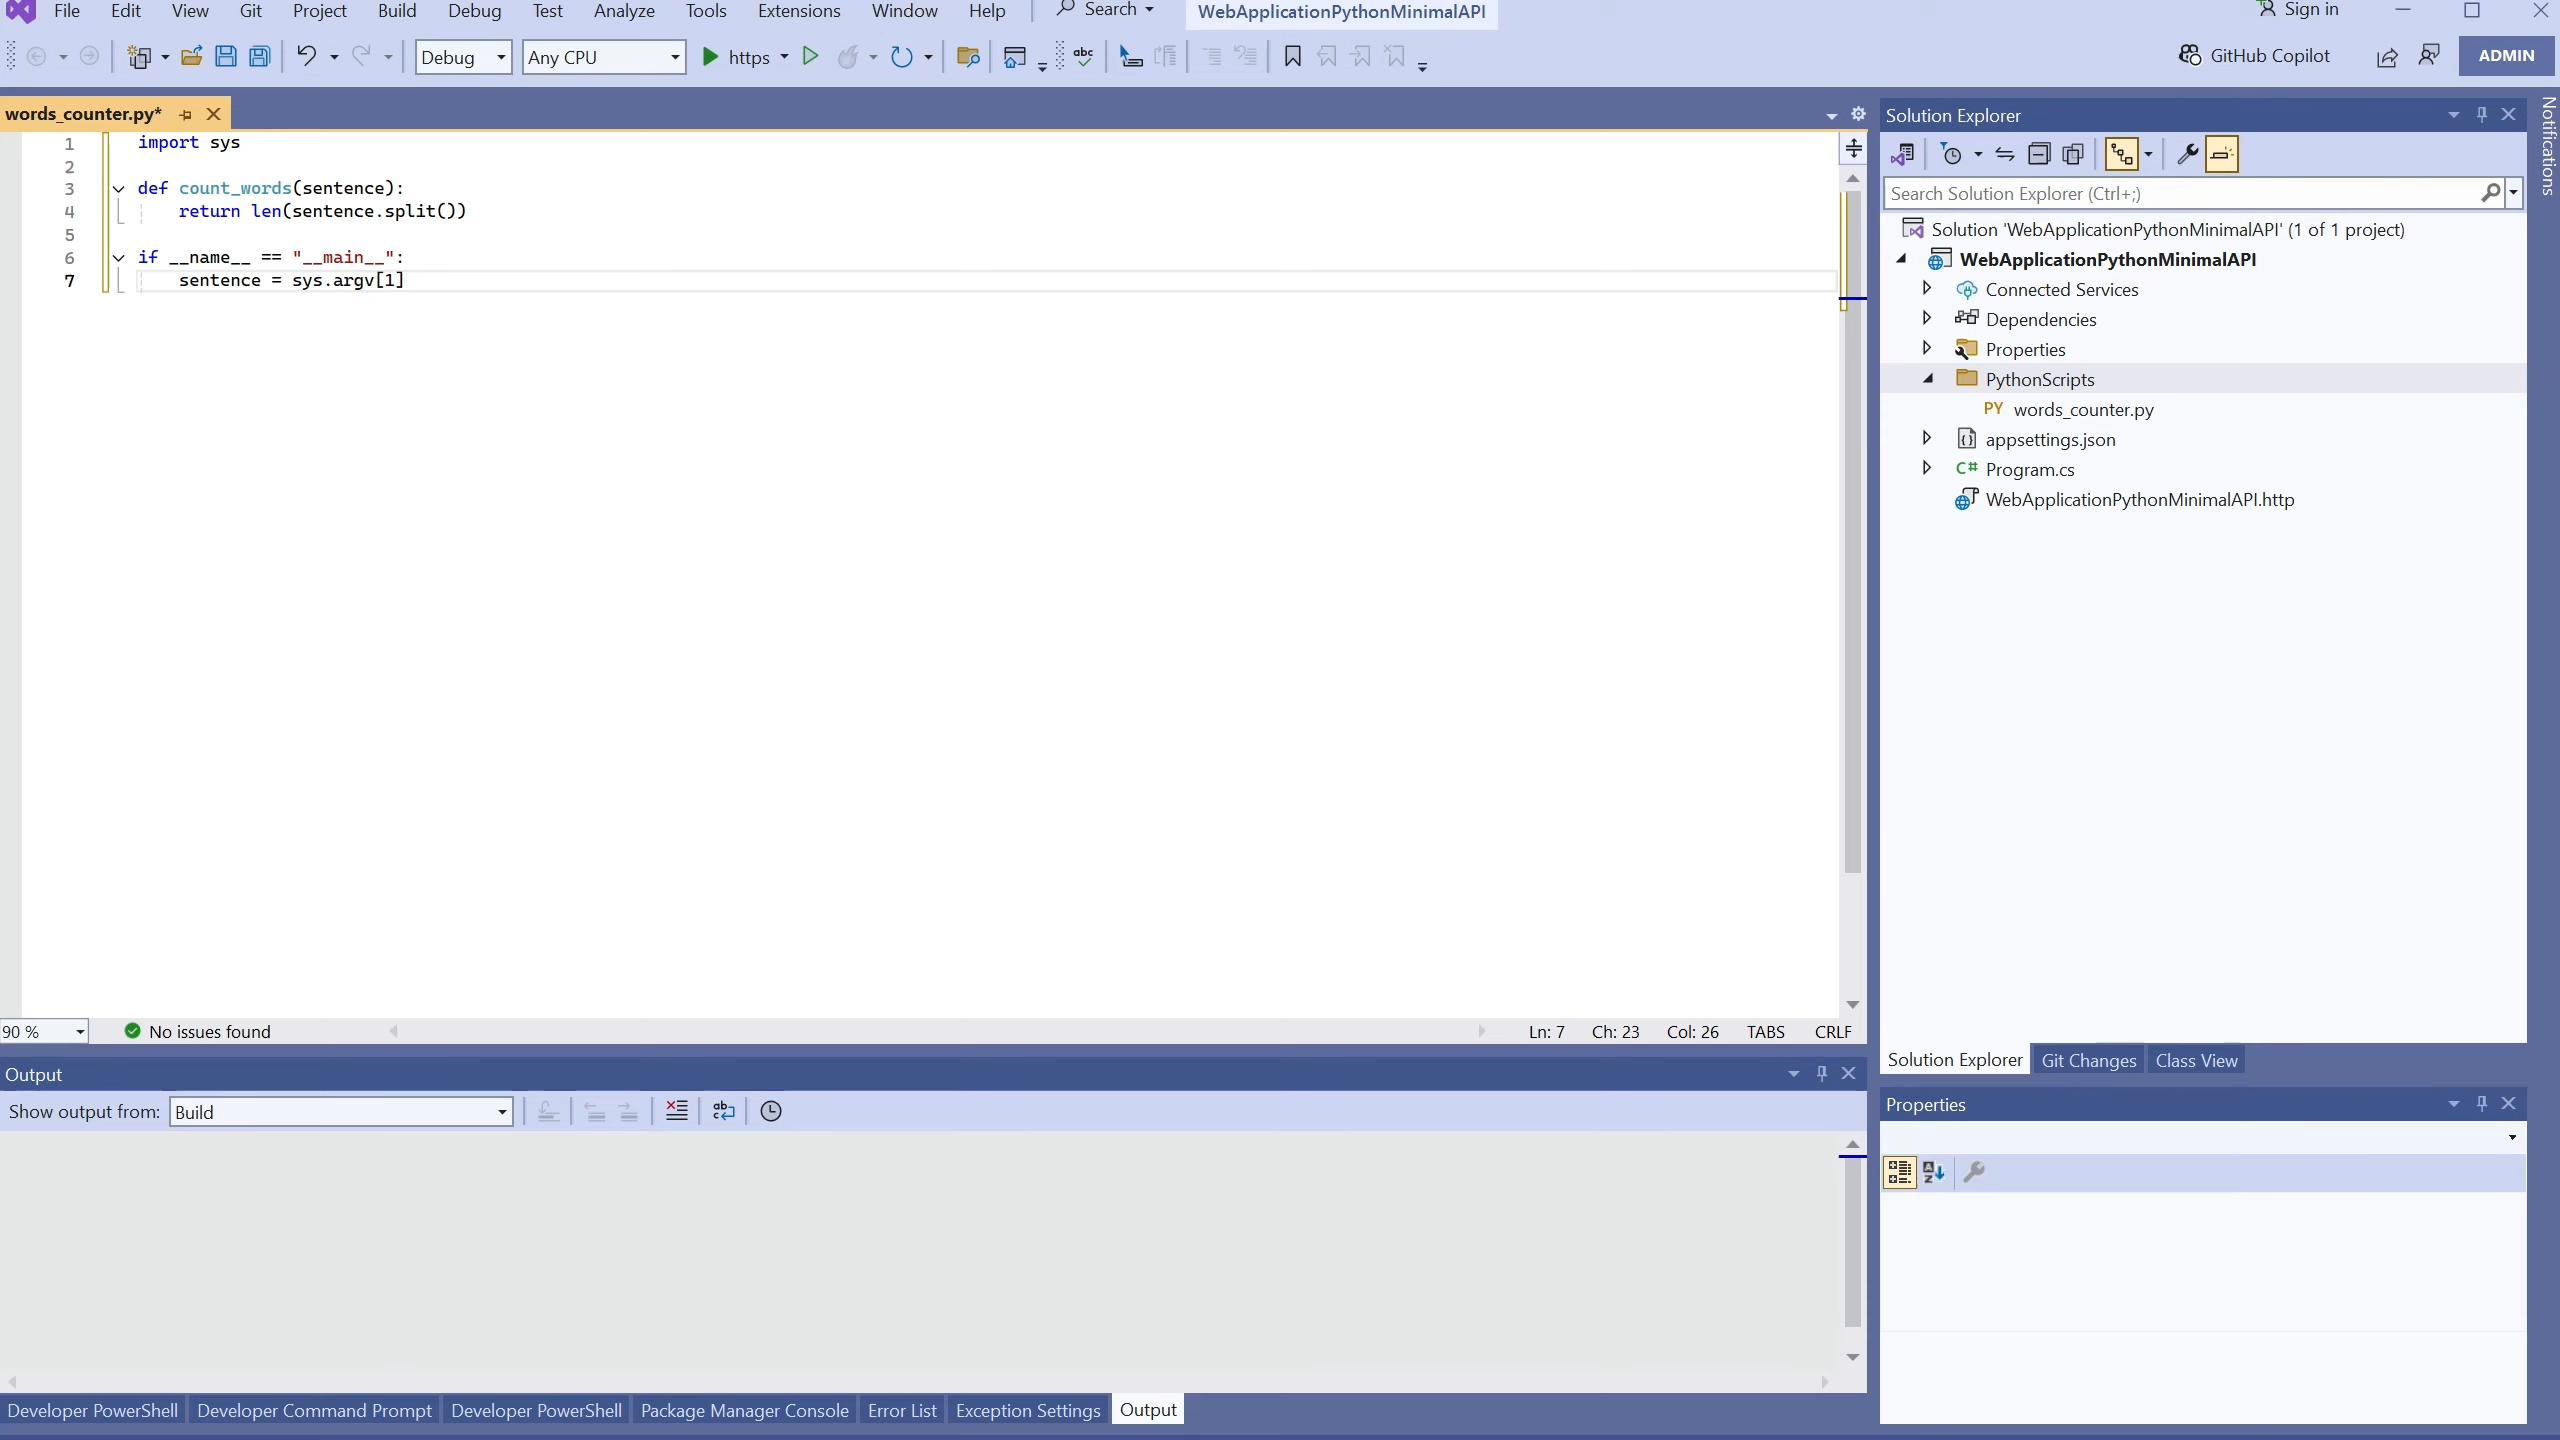 File Edit View Git Project Build Debug Test Analyze Tools Extensions Window Help Search WebApplicationPythonMinimalAPI Sign in
Debug Any CPU https abc GitHub Copilot ADMIN
words_counter.py*
1 import sys
2
3 def count_words(sentence):
4 return len(sentence.split())
5
6 if __name__ == "__main__":
7 sentence = sys.argv[1]
90 % No issues found Ln: 7 Ch: 23 Col: 26 TABS CRLF
Output
Show output from: Build
Developer PowerShell Developer Command Prompt Developer PowerShell Package Manager Console Error List Exception Settings Output
Solution Explorer
Search Solution Explorer (Ctrl+;)
Solution 'WebApplicationPythonMinimalAPI' (1 of 1 project)
WebApplicationPythonMinimalAPI
Connected Services
Dependencies
Properties
PythonScripts
PY words_counter.py
appsettings.json
C# Program.cs
WebApplicationPythonMinimalAPI.http
Solution Explorer Git Changes Class View
Properties
Notifications